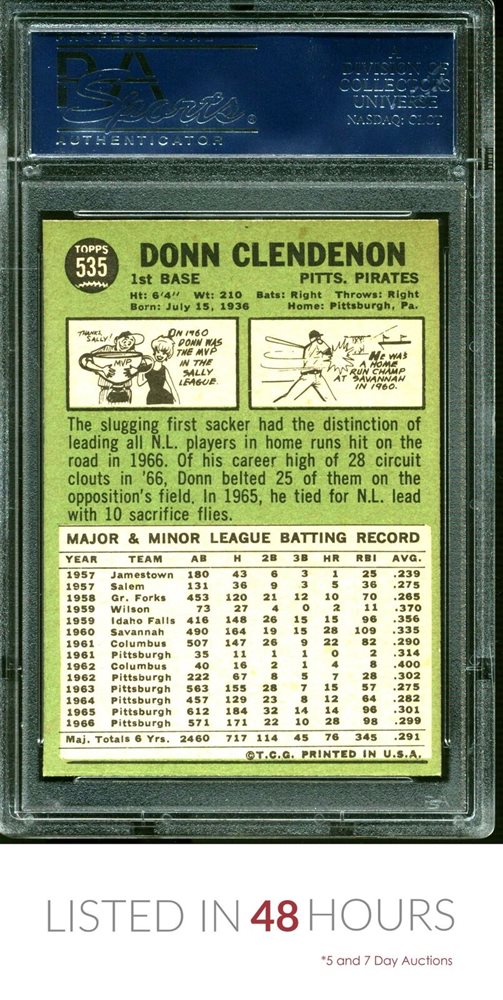 PROFESSIONAL
PSA
Sports®
AUTHENTICATOR
A
DIVISION OF
COLLECTORS
UNIVERSE
NASDAQ: CLCT
TOPPS
535
DONN CLENDENON
1st BASE PITTS. PIRATES
Ht: 6'4" Wt: 210 Bats: Right Throws: Right
Born: July 15, 1936 Home: Pittsburgh, Pa.
THANKS, SALLY!
MVP
ON 1960
DONN WAS
THE MVP
IN THE
SALLY
LEAGUE.
HE WAS
A HOME
RUN CHAMP
AT SAVANNAH
IN 1960.
The slugging first sacker had the distinction of
leading all N.L. players in home runs hit on the
road in 1966. Of his career high of 28 circuit
clouts in '66, Donn belted 25 of them on the
opposition's field. In 1965, he tied for N.L. lead
with 10 sacrifice flies.
MAJOR & MINOR LEAGUE BATTING RECORD
YEAR TEAM AB H 2B 3B HR RBI AVG.
1957 Jamestown 180 43 6 3 1 25 .239
1957 Salem 131 36 9 3 5 36 .275
1958 Gr. Forks 453 120 21 12 10 70 .265
1959 Wilson 73 27 4 0 2 11 .370
1959 Idaho Falls 416 148 26 15 15 96 .356
1960 Savannah 490 164 19 15 28 109 .335
1961 Columbus 507 147 26 9 22 82 .290
1961 Pittsburgh 35 11 1 1 0 2 .314
1962 Columbus 40 16 2 1 4 8 .400
1962 Pittsburgh 222 67 8 5 7 28 .302
1963 Pittsburgh 563 155 28 7 15 57 .275
1964 Pittsburgh 457 129 23 8 12 64 .282
1965 Pittsburgh 612 184 32 14 14 96 .301
1966 Pittsburgh 571 171 22 10 28 98 .299
Maj. Totals 6 Yrs. 2460 717 114 45 76 345 .291
©T.C.G. PRINTED IN U.S.A.
LISTED IN 48 HOURS
*5 and 7 Day Auctions